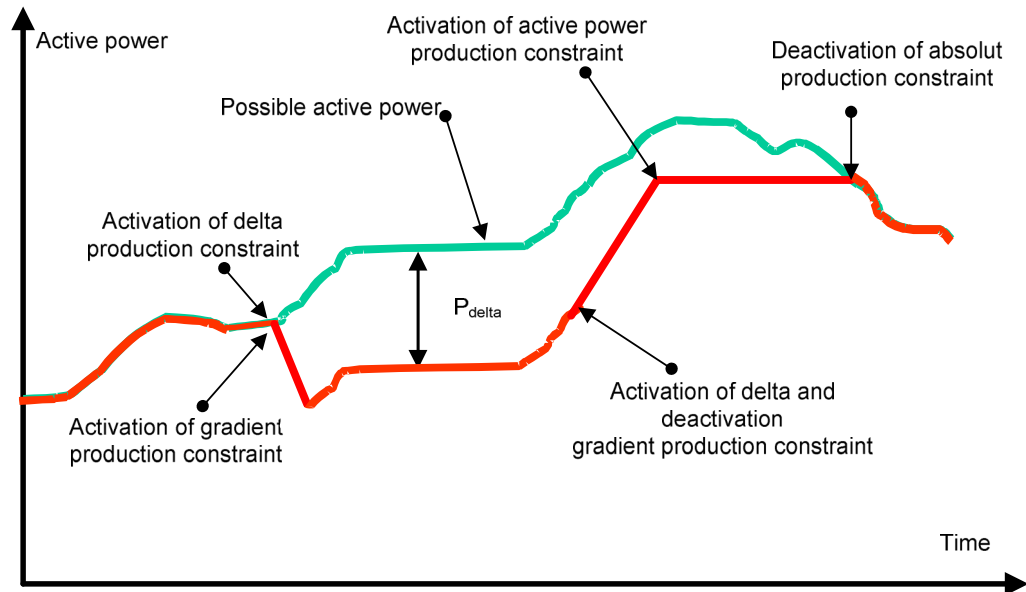 Active power
Activation of active power
production constraint
Deactivation of absolut
production constraint
Possible active power
Activation of delta
production constraint
P_delta
Activation of gradient
production constraint
Activation of delta and
deactivation
gradient production constraint
Time